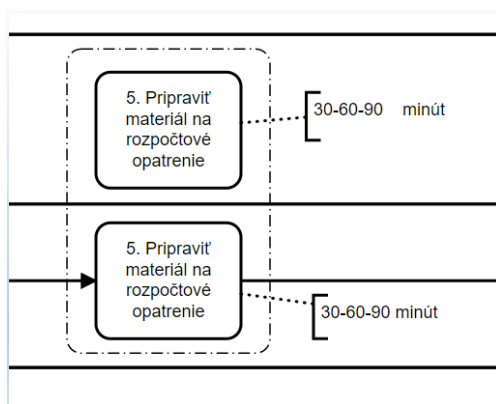 5. Pripraviť
materiál na
rozpočtové
opatrenie
30-60-90 minút
5. Pripraviť
materiál na
rozpočtové
opatrenie
30-60-90 minút